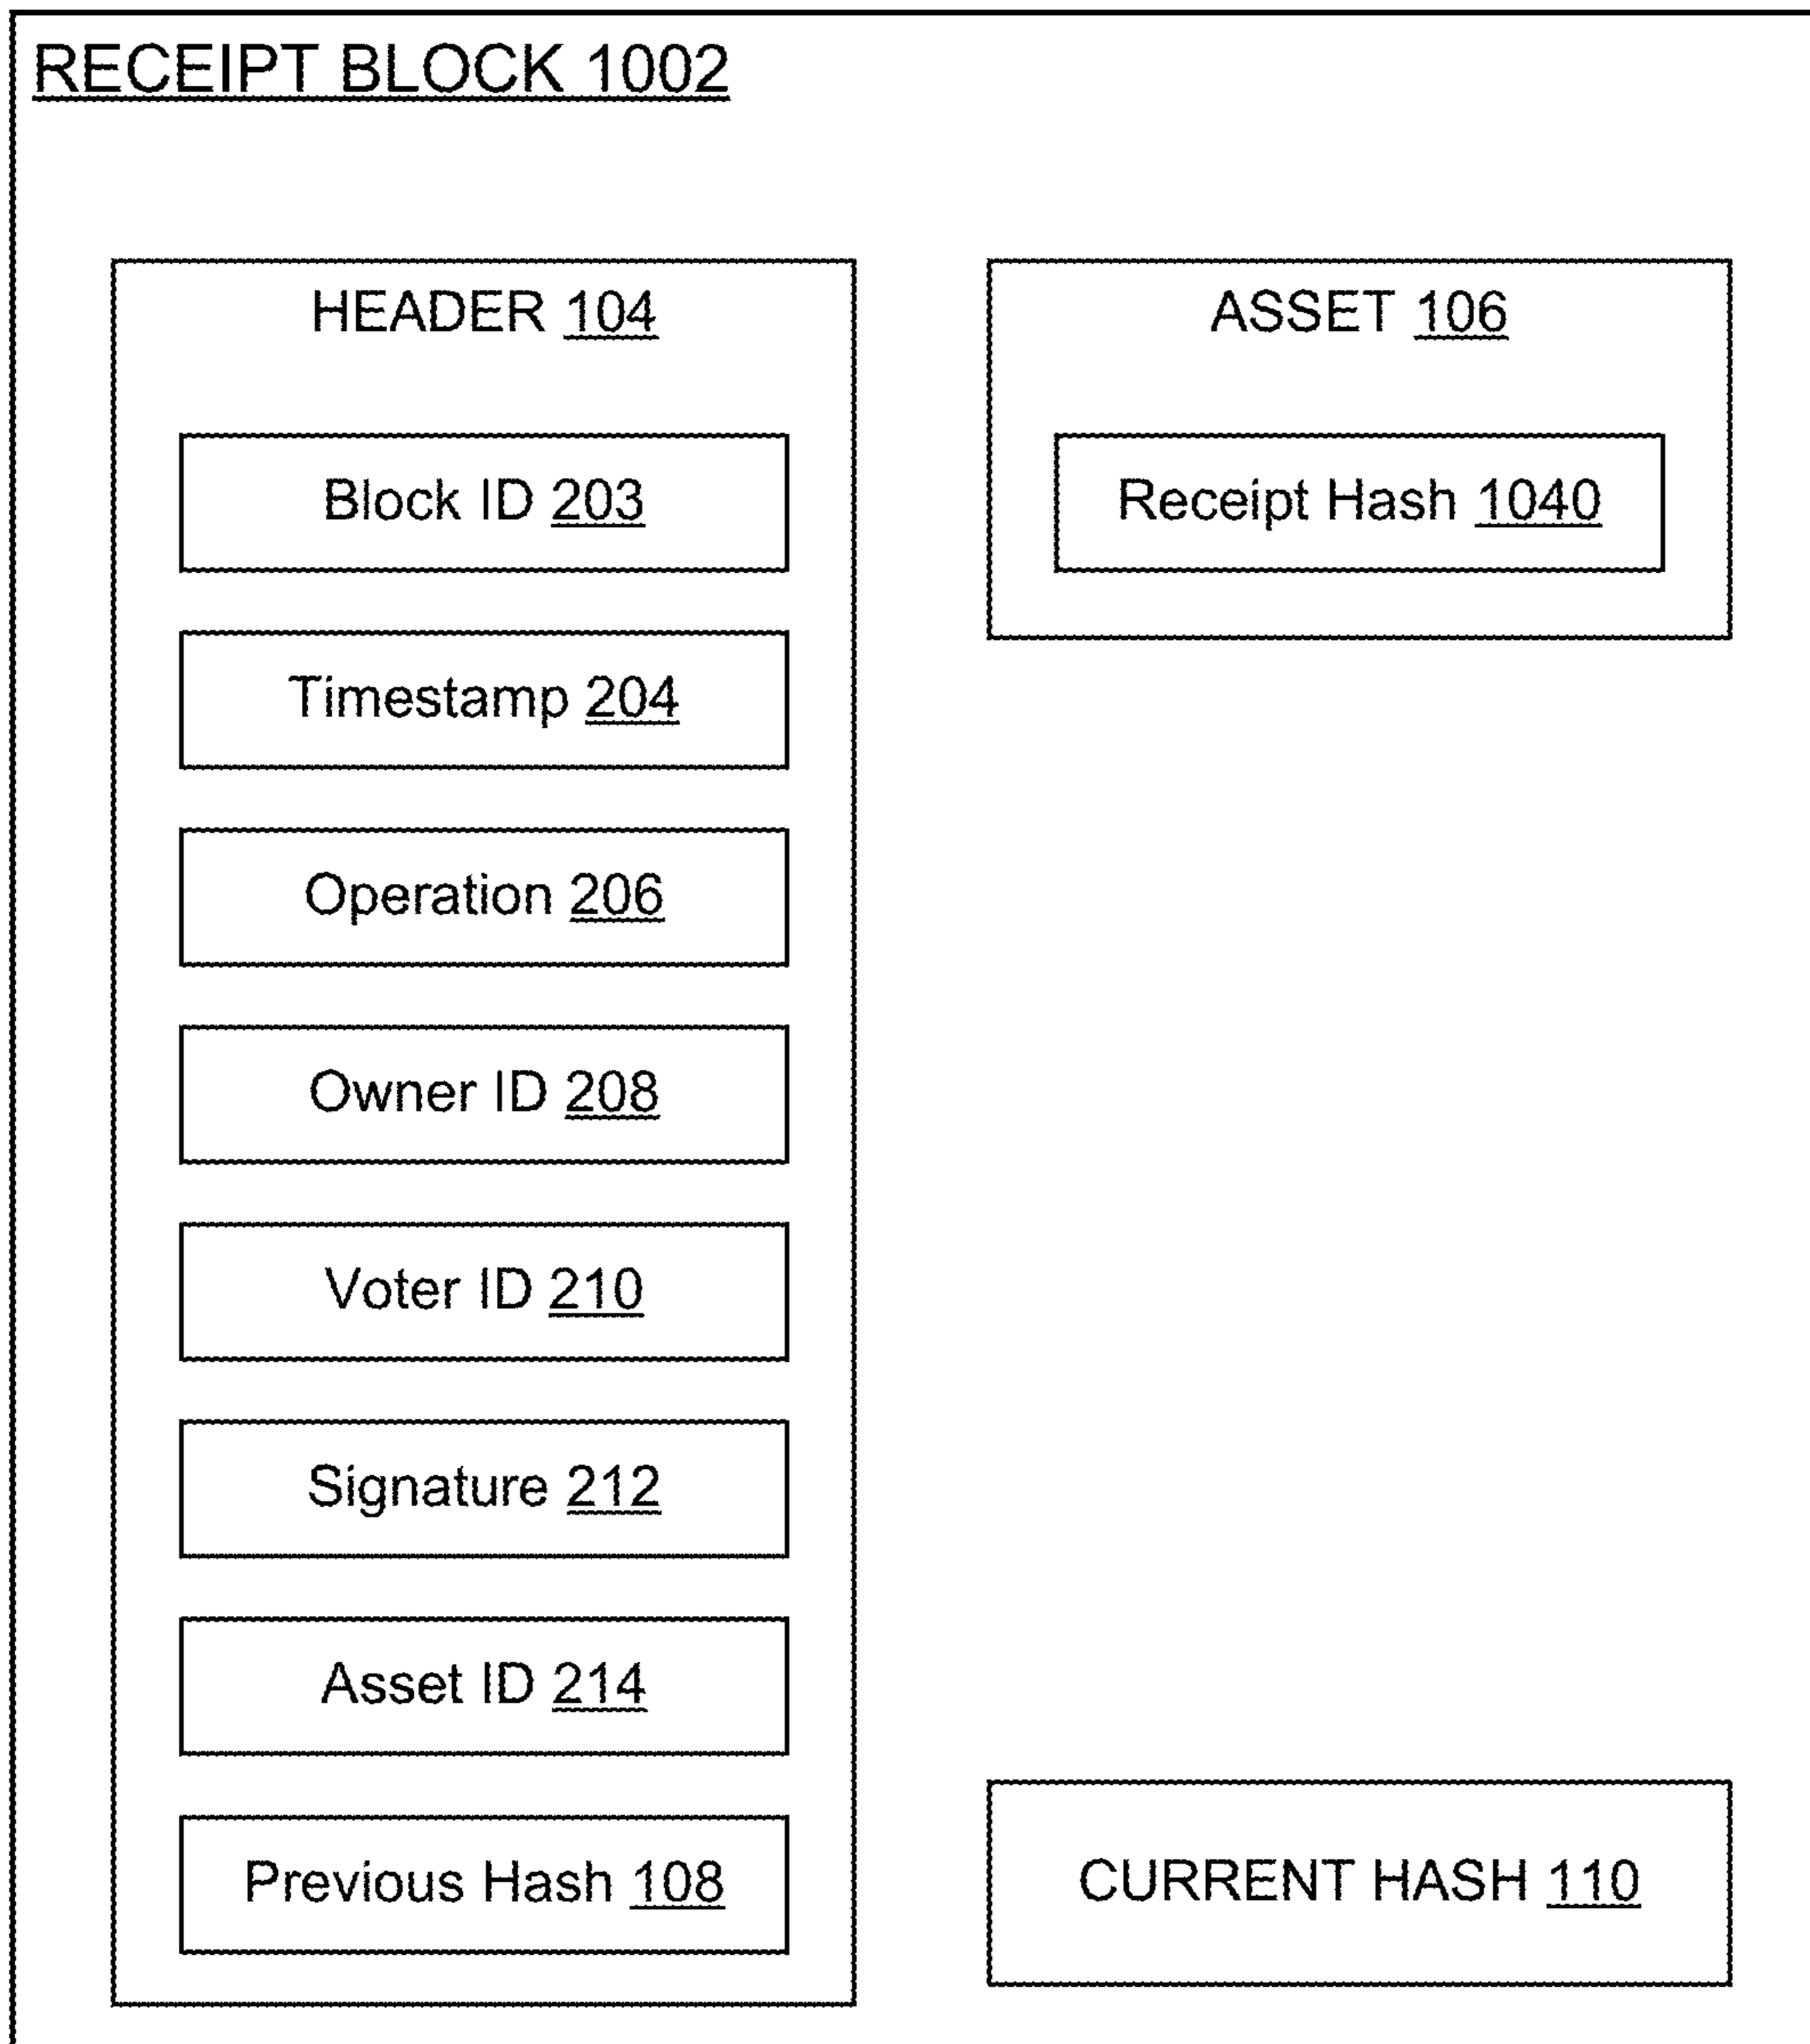 RECEIPT BLOCK 1002
HEADER 104
Block ID 203
Timestamp 204
Operation 206
Owner ID 208
Voter ID 210
Signature 212
Asset ID 214
Previous Hash 108
ASSET 106
Receipt Hash 1040
CURRENT HASH 110